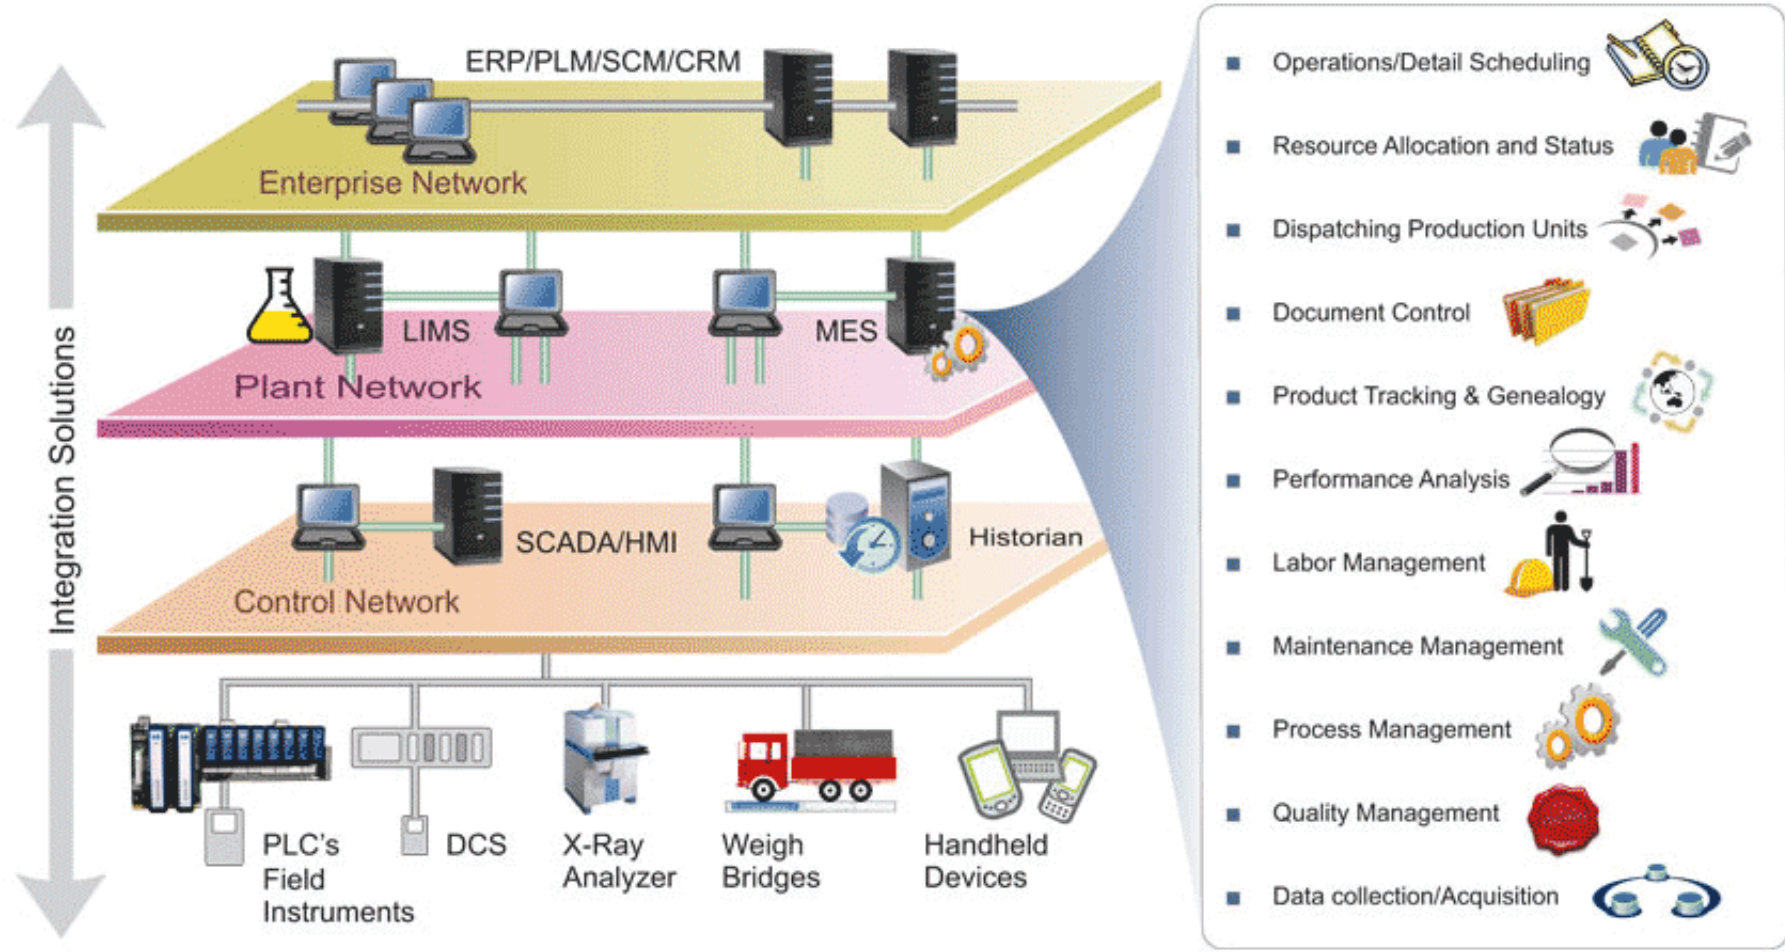 ERP/PLM/SCM/CRM
Enterprise Network
LIMS
MES
Plant Network
SCADA/HMI
Historian
Control Network
Integration Solutions
PLC's
Field
Instruments
DCS
X-Ray
Analyzer
Weigh
Bridges
Handheld
Devices
Operations/Detail Scheduling
Resource Allocation and Status
Dispatching Production Units
Document Control
Product Tracking & Genealogy
Performance Analysis
Labor Management
Maintenance Management
Process Management
Quality Management
Data collection/Acquisition